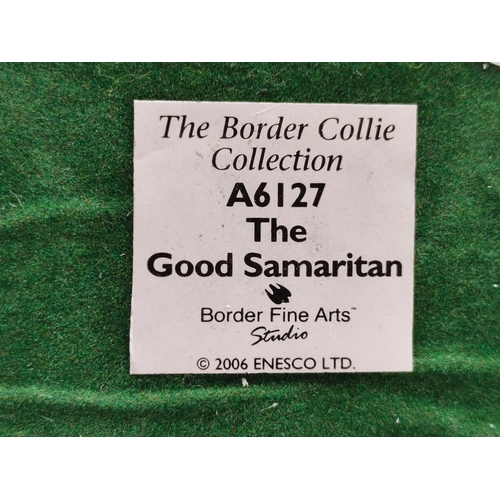 The Border Collie
Collection
A6127
The
Good Samaritan
Border Fine Arts™
Studio
© 2006 ENESCO LTD.